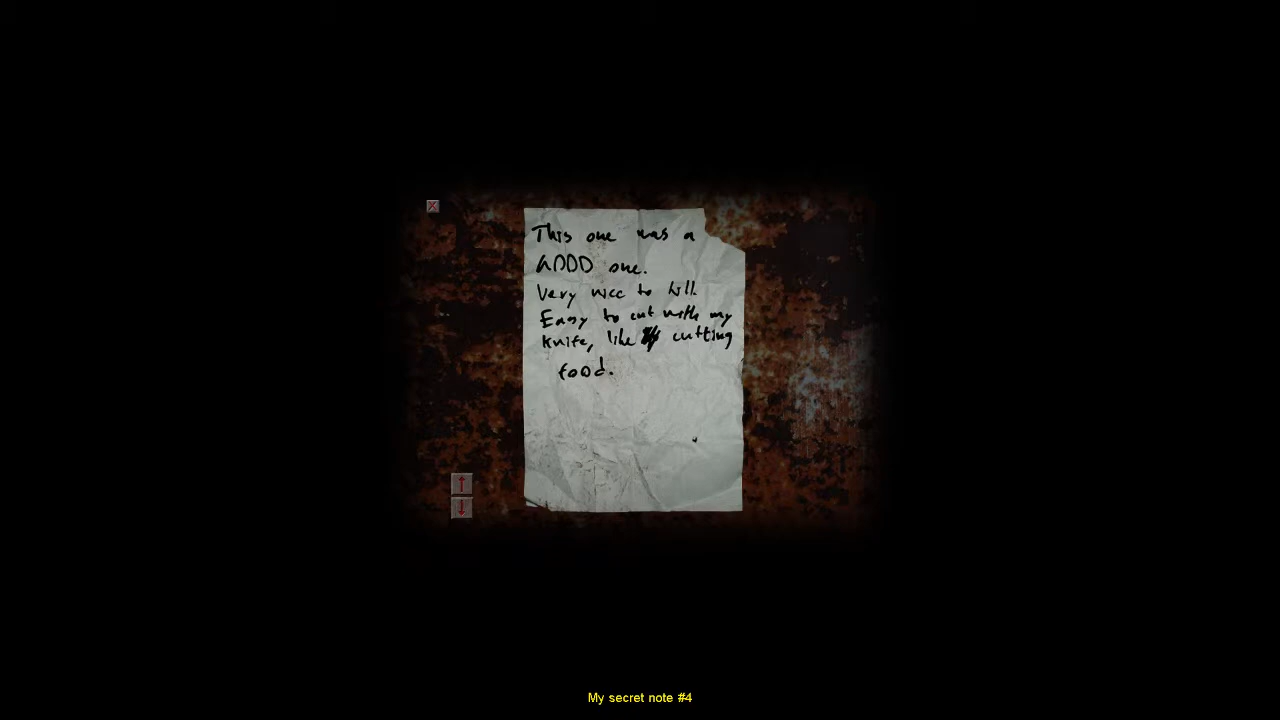 This one was a
GOOD one.
Very nice to kill
Easy to cut with my
knife, like cutting
food.
My secret note #4